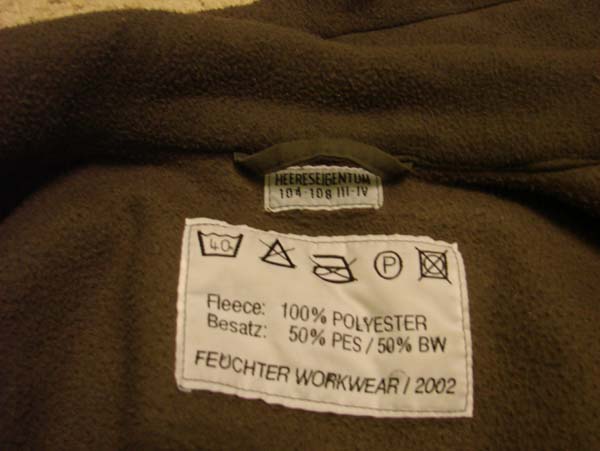 HEERESEIGENTUM
104-108 III-IV
40
P
Fleece: 100% POLYESTER
Besatz: 50% PES / 50% BW
FEUCHTER WORKWEAR / 2002